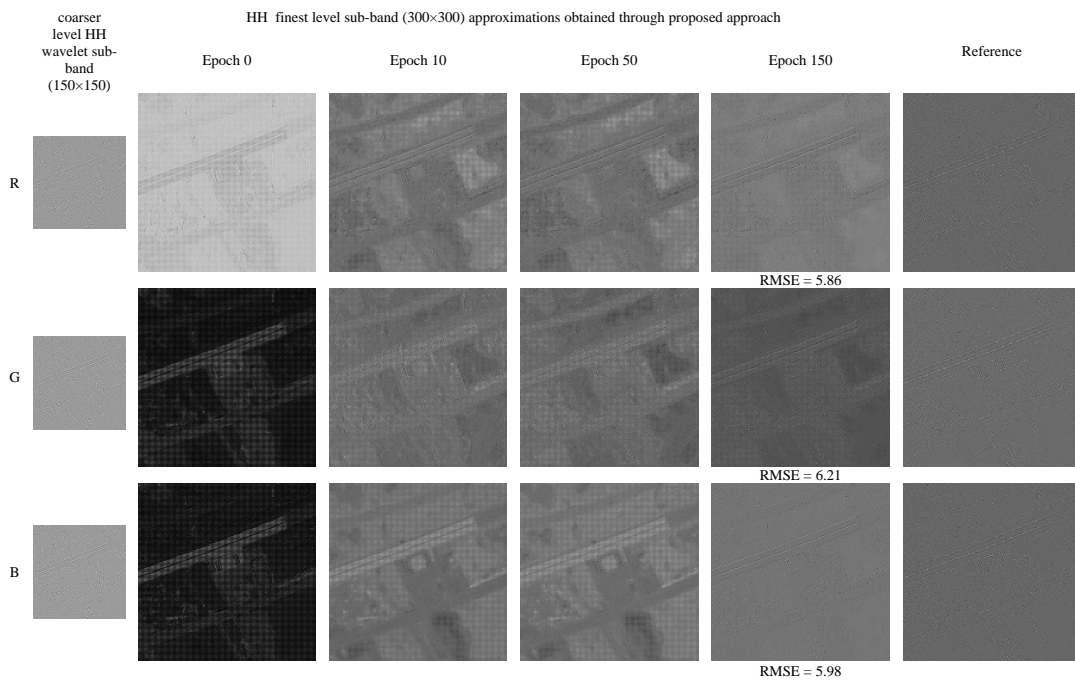 coarser
level HH
wavelet sub-
band
(150×150)
HH finest level sub-band (300×300) approximations obtained through proposed approach
Epoch 0
Epoch 10
Epoch 50
Epoch 150
Reference
R
RMSE = 5.86
G
RMSE = 6.21
B
RMSE = 5.98